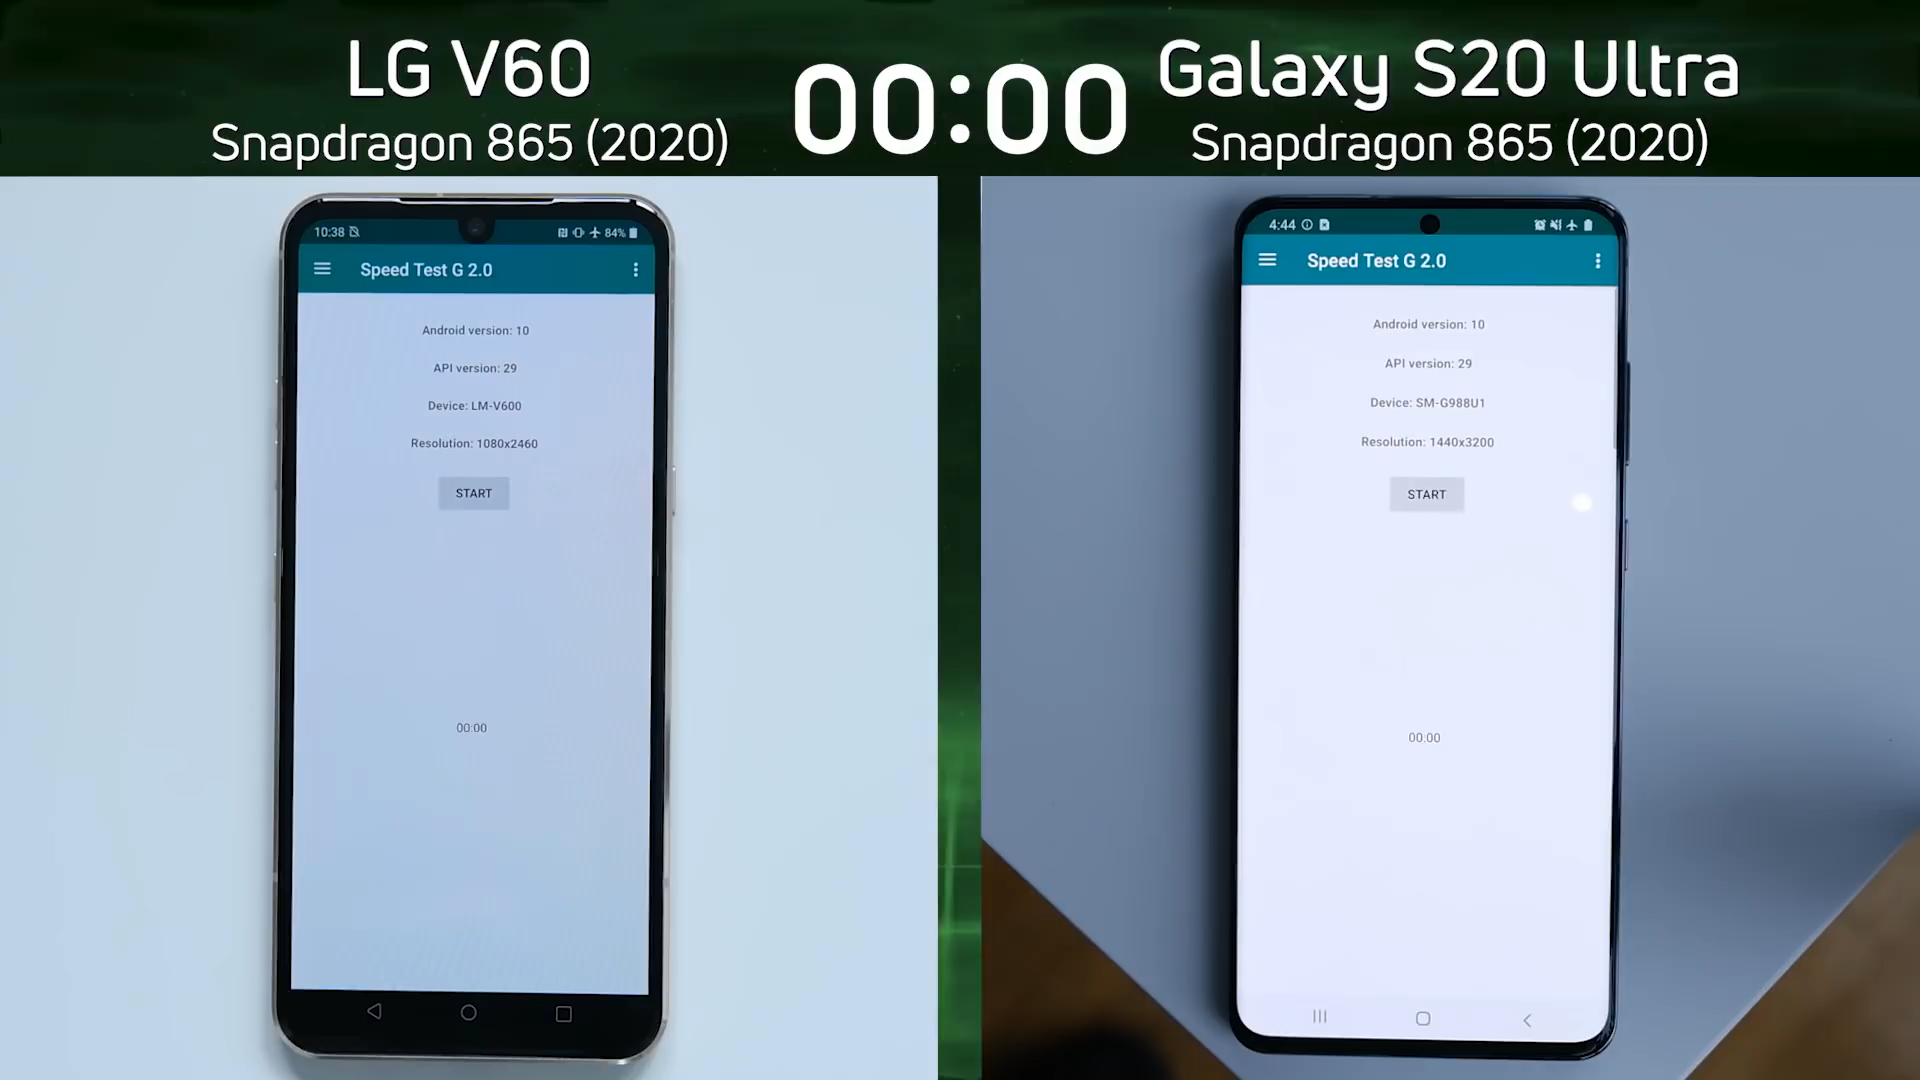 LG V60
Snapdragon 865 (2020)
00:00
Galaxy S20 Ultra
Snapdragon 865 (2020)
10:38
84%
Speed Test G 2.0
Android version: 10
API version: 29
Device: LM-V600
Resolution: 1080x2460
START
00:00
4:44
Speed Test G 2.0
Android version: 10
API version: 29
Device: SM-G988U1
Resolution: 1440x3200
START
00:00